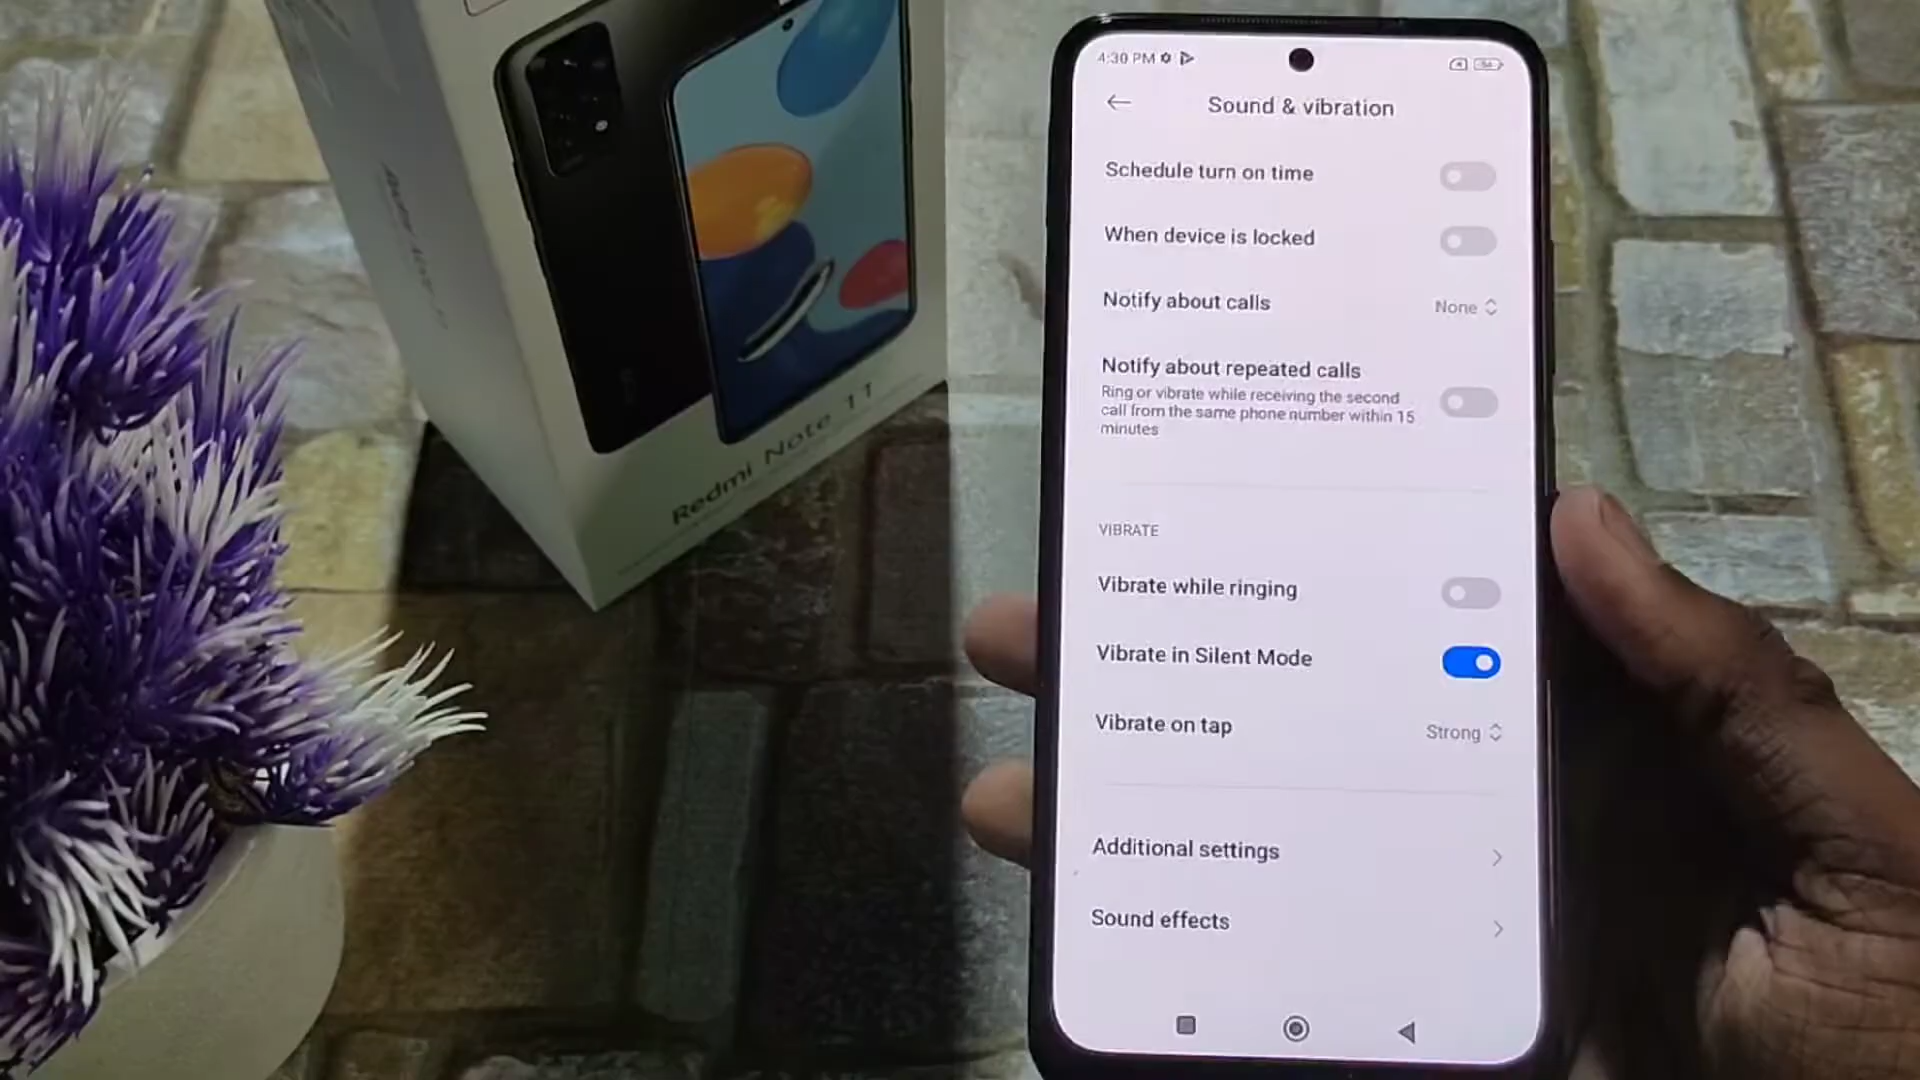 Redmi Note 11
4:30 PM
Sound & vibration
Schedule turn on time
When device is locked
Notify about calls
None
Notify about repeated calls
Ring or vibrate while receiving the second
call from the same phone number within 15
minutes
VIBRATE
Vibrate while ringing
Vibrate in Silent Mode
Vibrate on tap
Strong
Additional settings
Sound effects